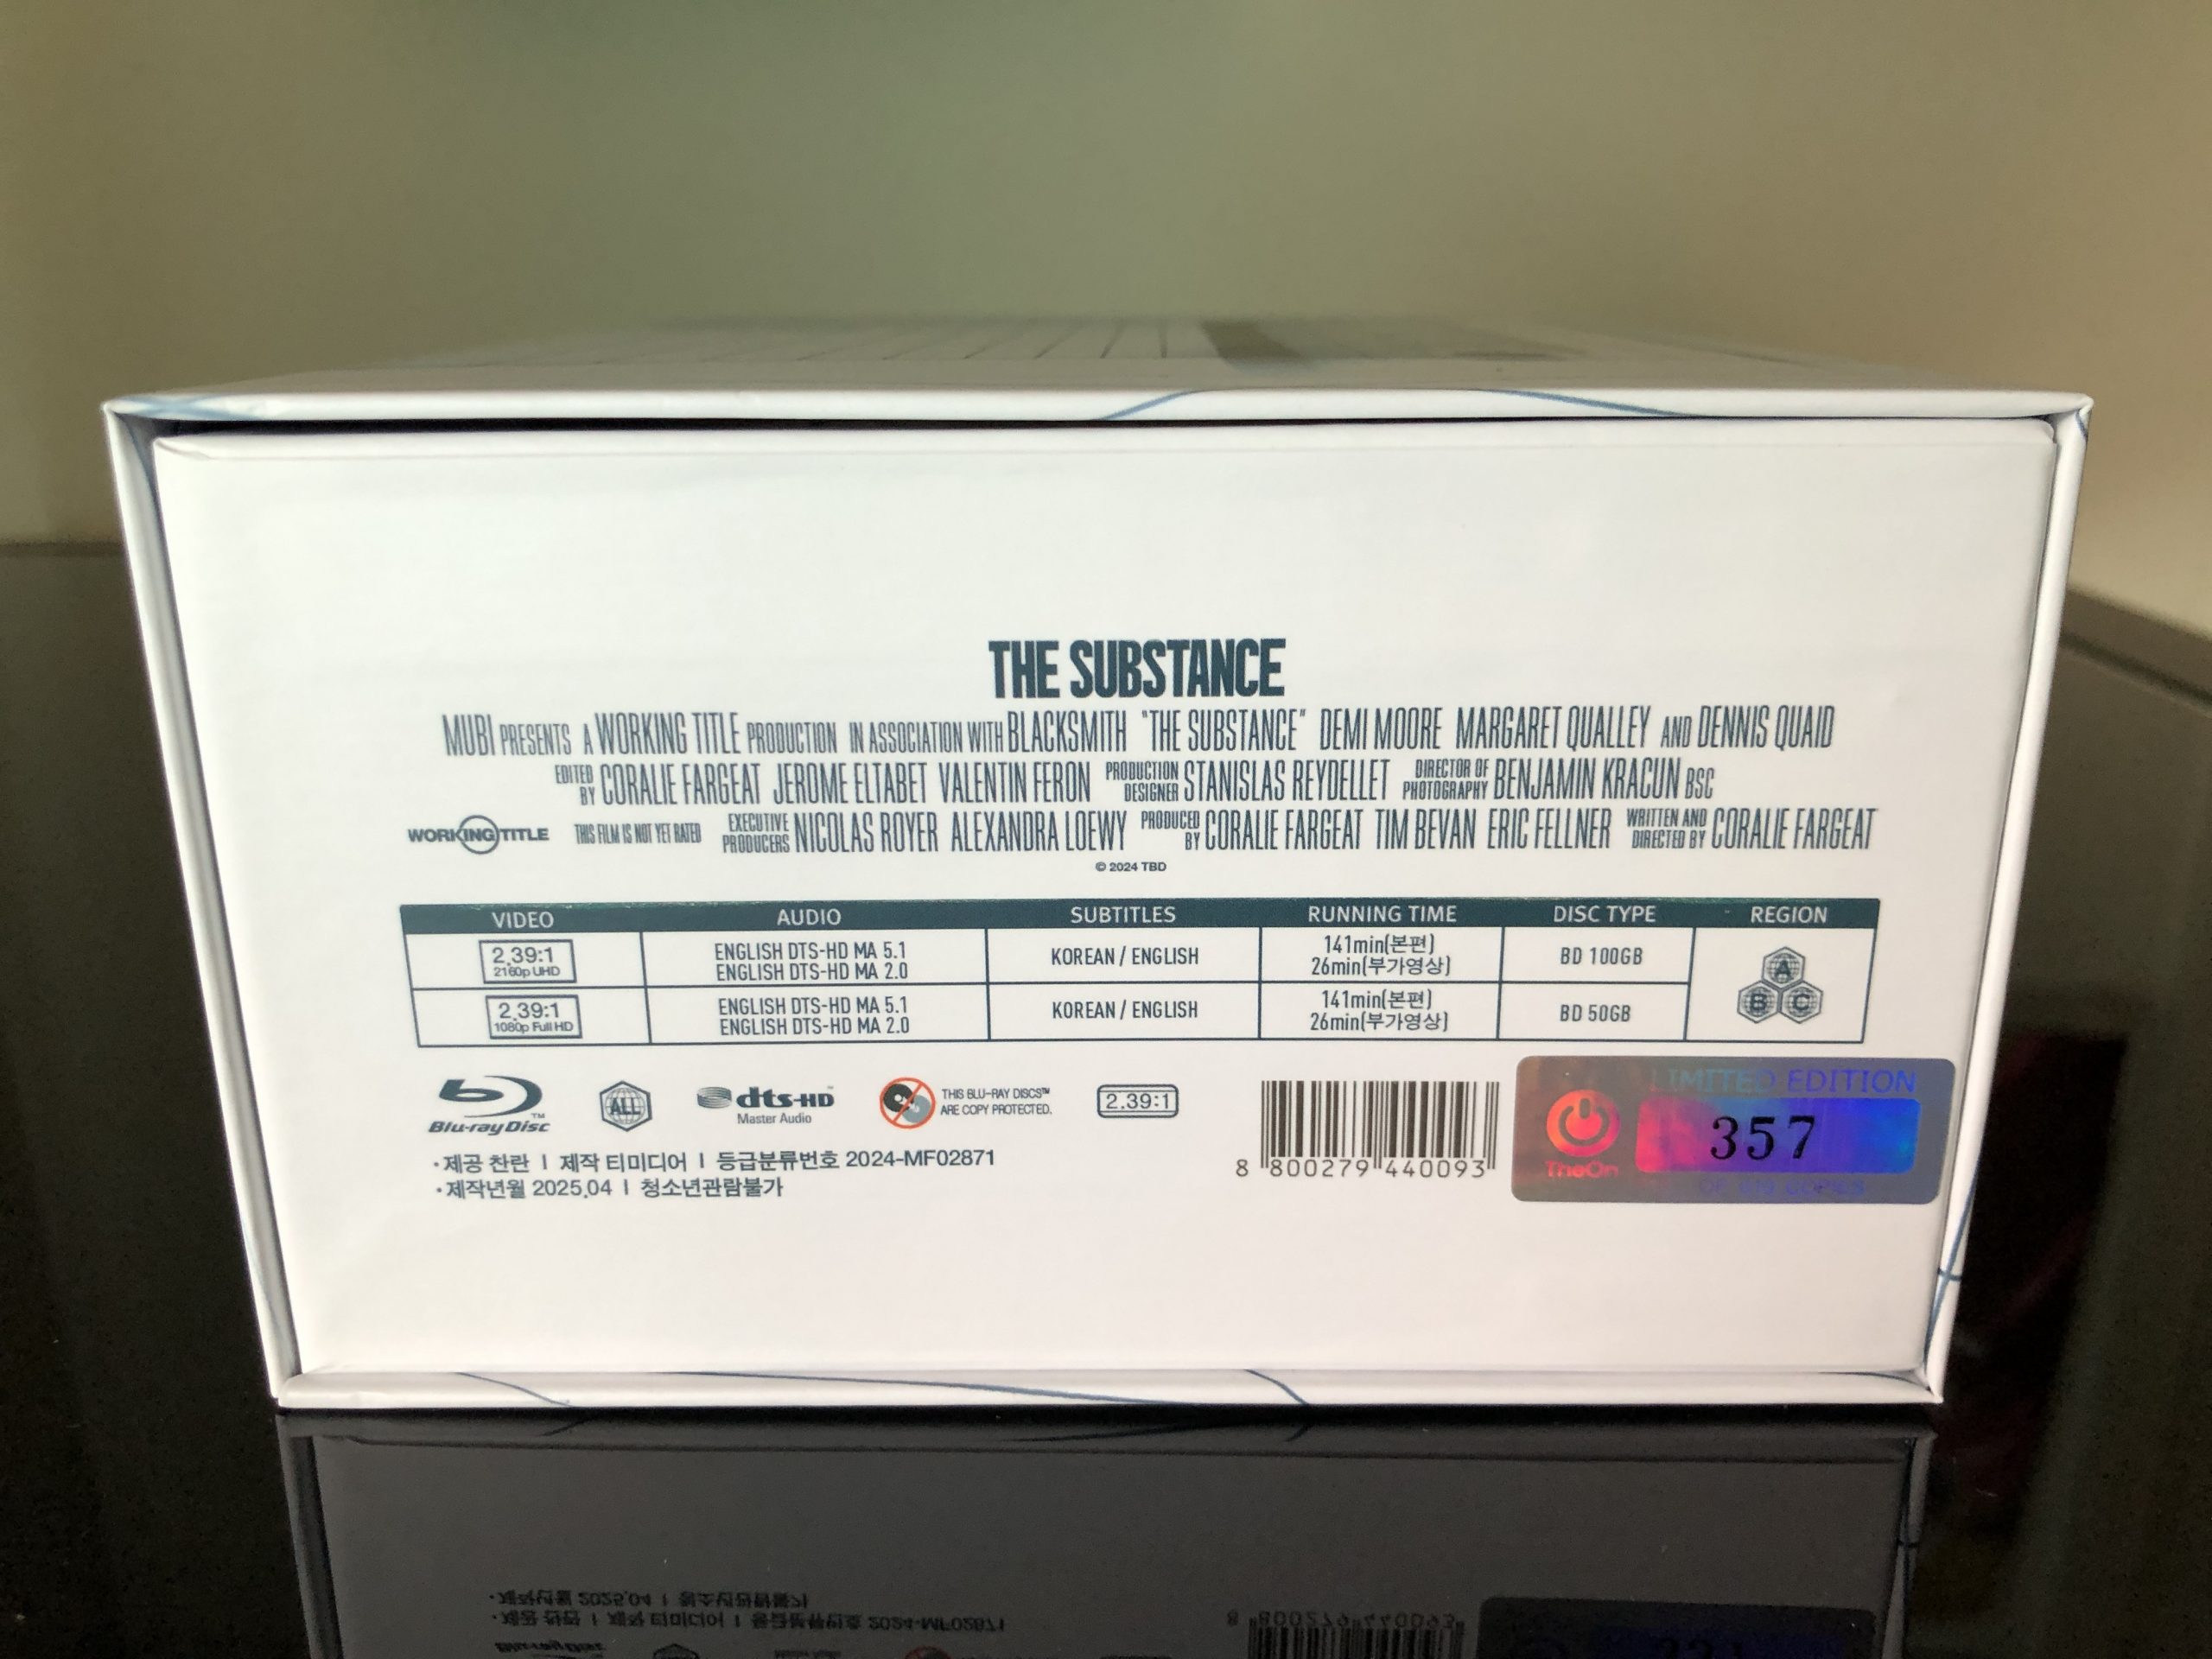 THE SUBSTANCE
MUBI PRESENTS A WORKING TITLE PRODUCTION IN ASSOCIATION WITH BLACKSMITH "THE SUBSTANCE" DEMI MOORE MARGARET QUALLEY AND DENNIS QUAID
EDITED BY CORALIE FARGEAT JEROME ELTABET VALENTIN FERON PRODUCTION DESIGNER STANISLAS REYDELLET DIRECTOR OF PHOTOGRAPHY BENJAMIN KRACUN BSC
WORKING TITLE THIS FILM IS NOT YET RATED EXECUTIVE PRODUCERS NICOLAS ROYER ALEXANDRA LOEWY PRODUCED BY CORALIE FARGEAT TIM BEVAN ERIC FELLNER WRITTEN AND DIRECTED BY CORALIE FARGEAT
© 2024 TBD
VIDEO AUDIO SUBTITLES RUNNING TIME DISC TYPE REGION
2.39:1 2160p UHD ENGLISH DTS-HD MA 5.1 ENGLISH DTS-HD MA 2.0 KOREAN / ENGLISH 141min(본편) 26min(부가영상) BD 100GB A B C
2.39:1 1080p Full HD ENGLISH DTS-HD MA 5.1 ENGLISH DTS-HD MA 2.0 KOREAN / ENGLISH 141min(본편) 26min(부가영상) BD 50GB
Blu-ray Disc™ ALL dts-HD™ Master Audio THIS BLU-RAY DISCS™ ARE COPY PROTECTED. 2.39:1
·제공 찬란 | 제작 티미디어 | 등급분류번호 2024-MF02871
·제작년월 2025.04 | 청소년관람불가
8 800279 440093
LIMITED EDITION
357
TheOn
OF COPIES